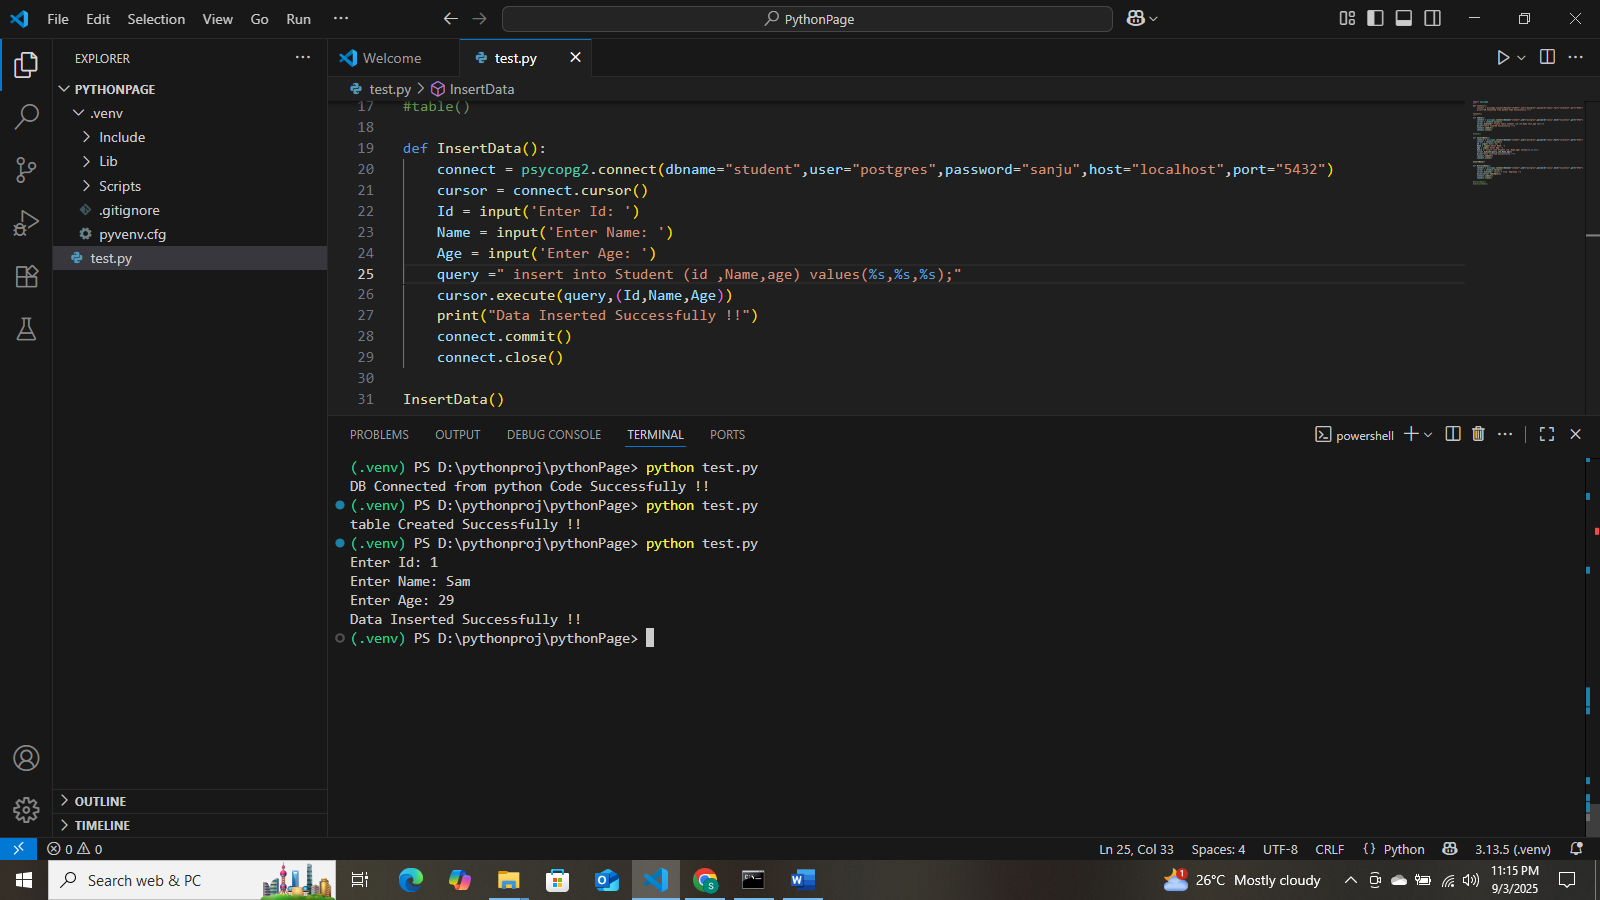 File Edit Selection View Go Run ···
PythonPage
EXPLORER
PYTHONPAGE
.venv
Include
Lib
Scripts
.gitignore
pyvenv.cfg
test.py
OUTLINE
TIMELINE
Welcome
test.py
test.py > InsertData
17 #table()
18
19 def InsertData():
20 connect = psycopg2.connect(dbname="student",user="postgres",password="sanju",host="localhost",port="5432")
21 cursor = connect.cursor()
22 Id = input('Enter Id: ')
23 Name = input('Enter Name: ')
24 Age = input('Enter Age: ')
25 query =" insert into Student (id ,Name,age) values(%s,%s,%s);"
26 cursor.execute(query,(Id,Name,Age))
27 print("Data Inserted Successfully !!")
28 connect.commit()
29 connect.close()
30
31 InsertData()
PROBLEMS OUTPUT DEBUG CONSOLE TERMINAL PORTS
powershell
(.venv) PS D:\pythonproj\pythonPage> python test.py
DB Connected from python Code Successfully !!
(.venv) PS D:\pythonproj\pythonPage> python test.py
table Created Successfully !!
(.venv) PS D:\pythonproj\pythonPage> python test.py
Enter Id: 1
Enter Name: Sam
Enter Age: 29
Data Inserted Successfully !!
(.venv) PS D:\pythonproj\pythonPage>
0 0
Ln 25, Col 33 Spaces: 4 UTF-8 CRLF {} Python 3.13.5 (.venv)
Search web & PC
1
26°C Mostly cloudy
11:15 PM
9/3/2025